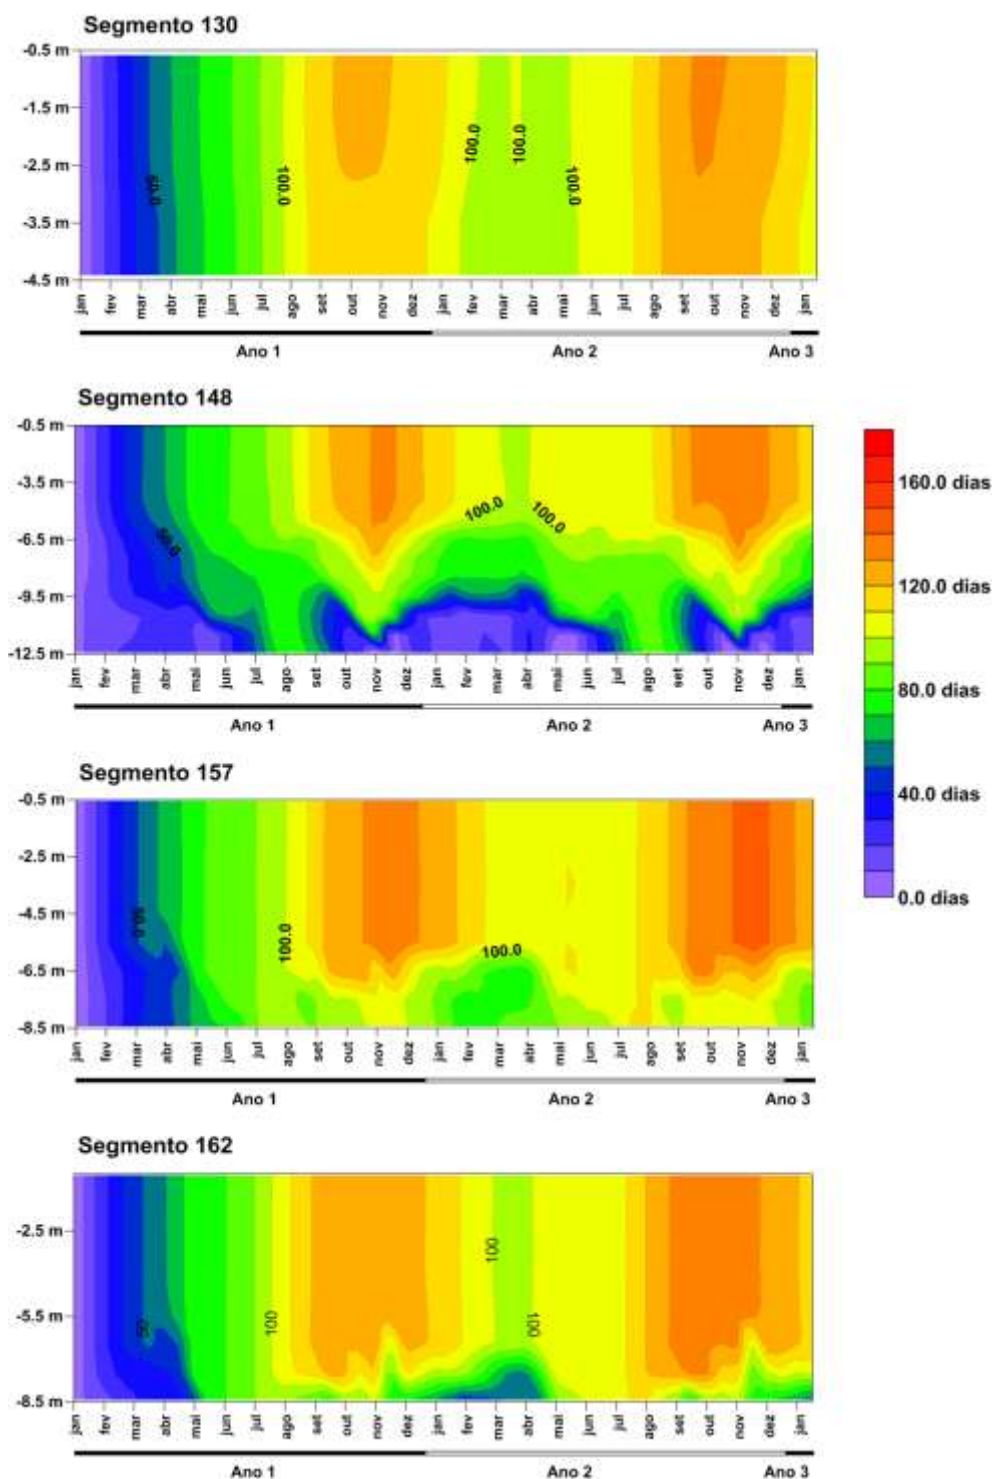 Segmento 130
-0.5 m
-1.5 m
-2.5 m
-3.5 m
-4.5 m
50.0
100.0
100.0
100.0
100.0
jan fev mar abr mai jun jul ago set out nov dez jan fev mar abr mai jun jul ago set out nov dez jan
Ano 1 Ano 2 Ano 3
Segmento 148
-0.5 m
-3.5 m
-6.5 m
-9.5 m
-12.5 m
50.0
100.0
100.0
jan fev mar abr mai jun jul ago set out nov dez jan fev mar abr mai jun jul ago set out nov dez jan
Ano 1 Ano 2 Ano 3
160.0 dias
120.0 dias
80.0 dias
40.0 dias
0.0 dias
Segmento 157
-0.5 m
-2.5 m
-4.5 m
-6.5 m
-8.5 m
50.0
100.0
100.0
jan fev mar abr mai jun jul ago set out nov dez jan fev mar abr mai jun jul ago set out nov dez jan
Ano 1 Ano 2 Ano 3
Segmento 162
-2.5 m
-5.5 m
-8.5 m
50
100
100
100
jan fev mar abr mai jun jul ago set out nov dez jan fev mar abr mai jun jul ago set out nov dez jan
Ano 1 Ano 2 Ano 3